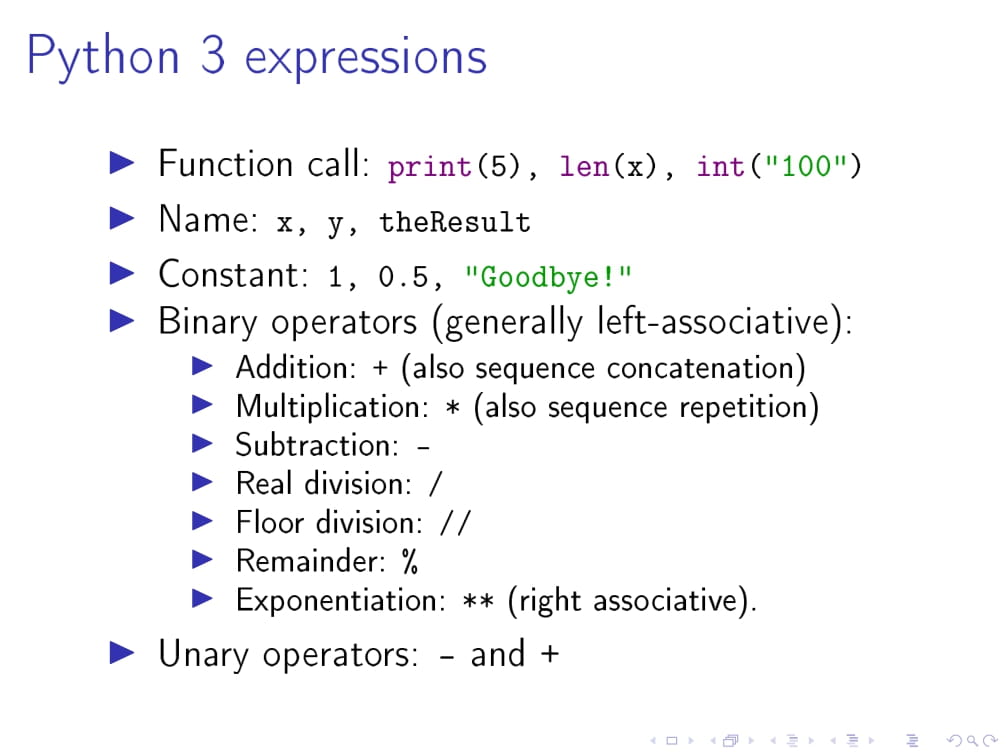 Python 3 expressions
Function call: print(5), len(x), int("100")
Name: x, y, theResult
Constant: 1, 0.5, "Goodbye!"
Binary operators (generally left-associative):
Addition: + (also sequence concatenation)
Multiplication: * (also sequence repetition)
Subtraction: -
Real division: /
Floor division: //
Remainder: %
Exponentiation: ** (right associative).
Unary operators: - and +